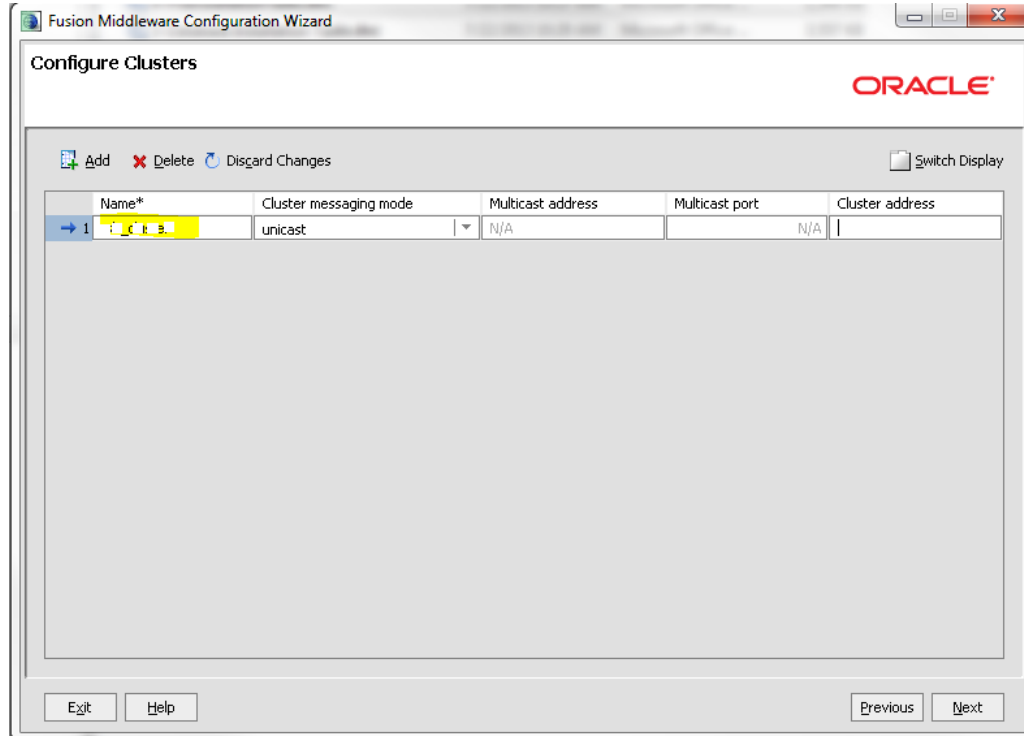 Fusion Middleware Configuration Wizard
Configure Clusters
ORACLE
Add Delete Discard Changes Switch Display
Name* Cluster messaging mode Multicast address Multicast port Cluster address
1 unicast N/A N/A
Exit Help Previous Next